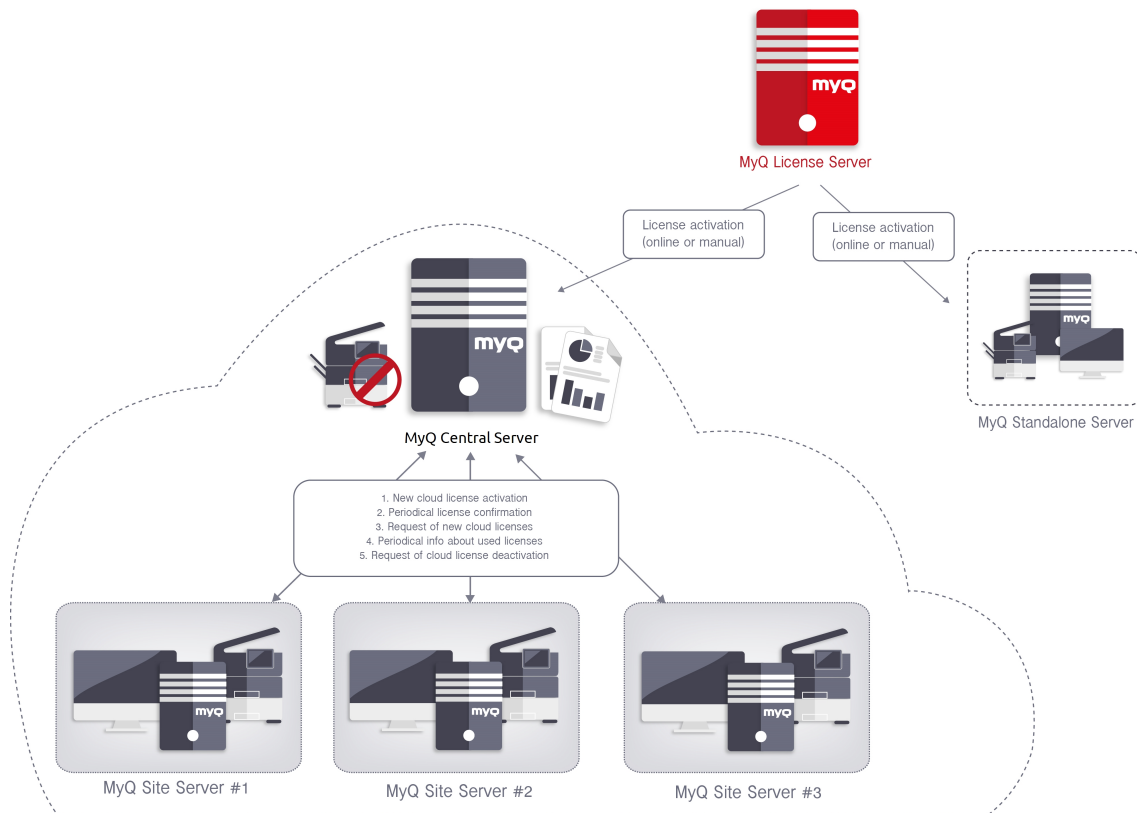 myQ
MyQ License Server
License activation
(online or manual)
License activation
(online or manual)
myQ
MyQ Central Server
myQ
MyQ Standalone Server
1. New cloud license activation
2. Periodical license confirmation
3. Request of new cloud licenses
4. Periodical info about used licenses
5. Request of cloud license deactivation
myQ
MyQ Site Server #1
myQ
MyQ Site Server #2
myQ
MyQ Site Server #3